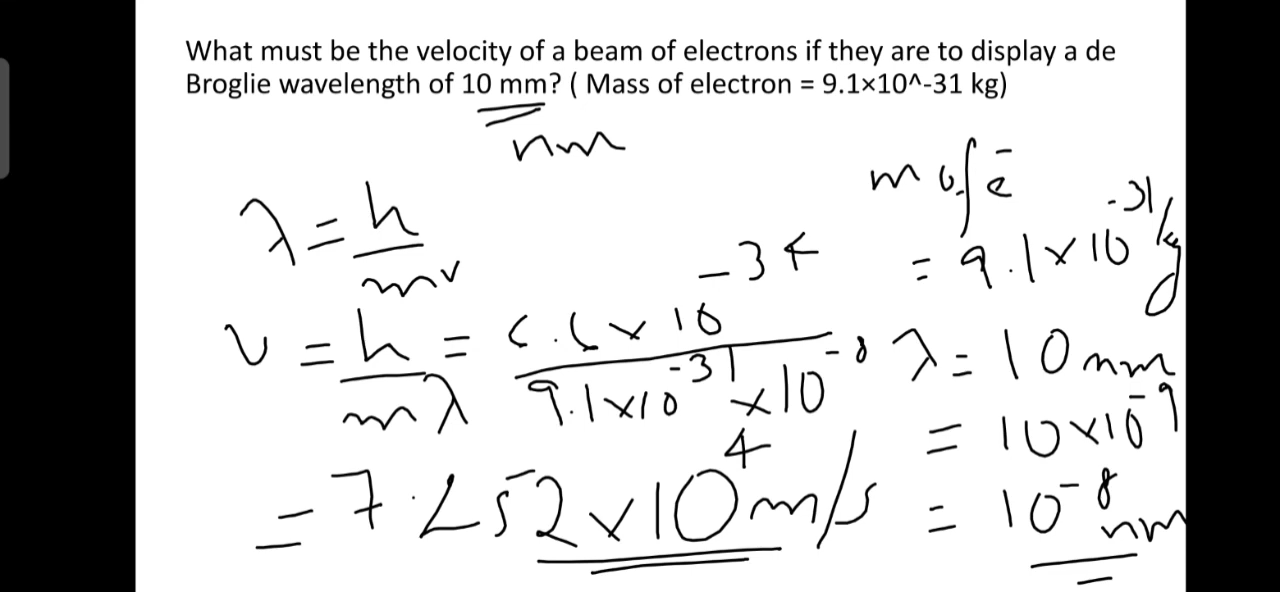 What must be the velocity of a beam of electrons if they are to display a de
Broglie wavelength of 10 mm? ( Mass of electron = 9.1×10^-31 kg)
nm
λ = h/mv
m of e⁻
= 9.1×10⁻³¹ kg
v = h/mλ = 6.6×10⁻³⁴/9.1×10⁻³¹×10⁻⁸
λ = 10 nm
= 10×10⁻⁹
= 10⁻⁸ nm
= 7.252×10⁴ m/s